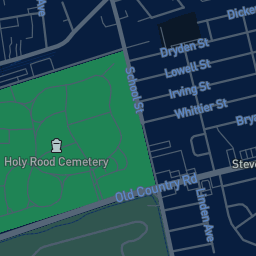 Dicke
Ave
Dryden St
Lowell St
School St
Irving St
Whittier St
Bry
Holy Rood Cemetery
Steve
Old Country Rd
Linden Ave